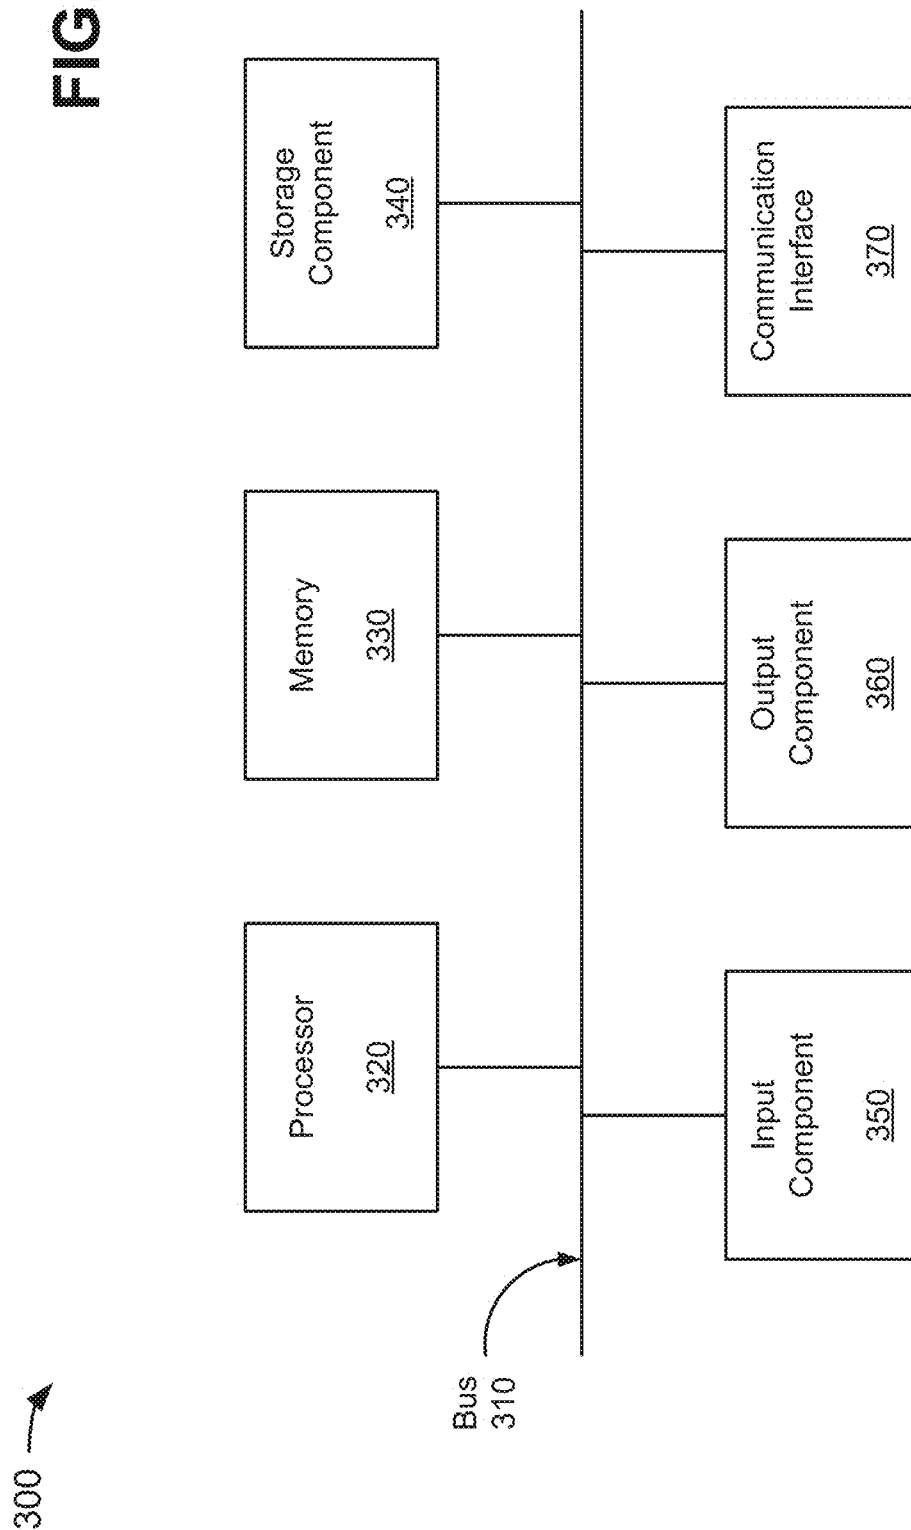 300
FIG
Processor
320
Memory
330
Storage
Component
340
Bus
310
Input
Component
350
Output
Component
360
Communication
Interface
370